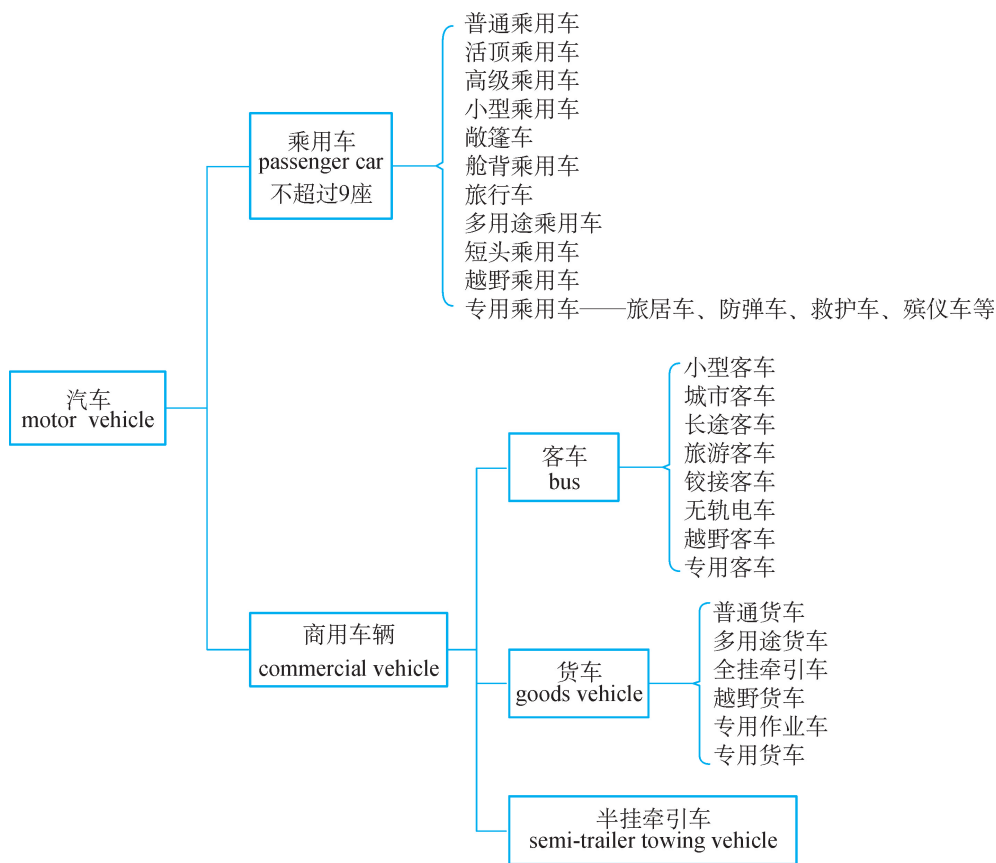 普通乘用车
活顶乘用车
高级乘用车
小型乘用车
敞篷车
舱背乘用车
旅行车
多用途乘用车
短头乘用车
越野乘用车
专用乘用车——旅居车、防弹车、救护车、殡仪车等
乘用车
passenger car
不超过9座
汽车
motor vehicle
小型客车
城市客车
长途客车
旅游客车
铰接客车
无轨电车
越野客车
专用客车
客车
bus
商用车辆
commercial vehicle
普通货车
多用途货车
全挂牵引车
越野货车
专用作业车
专用货车
货车
goods vehicle
半挂牵引车
semi-trailer towing vehicle